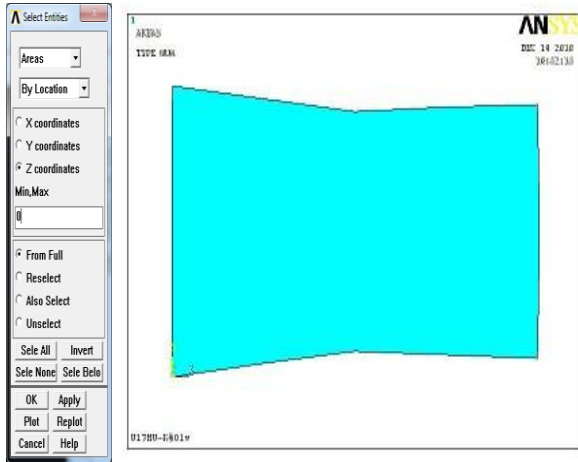 Select Entities
Areas
By Location
X coordinates
Y coordinates
Z coordinates
Min,Max
0
From Full
Reselect
Also Select
Unselect
Sele All Invert
Sele None Sele Belo
OK Apply
Plot Replot
Cancel Help
1
AREAS
TYPE NUM
ANSYS
DEC 14 2010